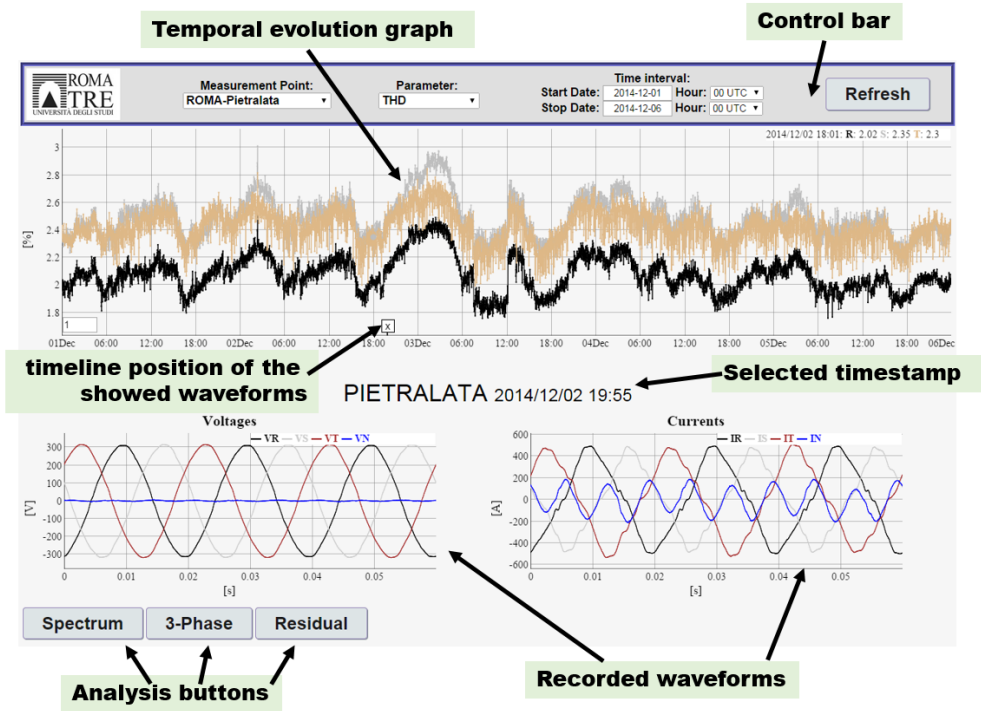 Temporal evolution graph
Control bar
ROMA
TRE
UNIVERSITÀ DEGLI STUDI
Measurement Point:
ROMA-Pietralata
Parameter:
THD
Time interval:
Start Date: 2014-12-01 Hour: 00 UTC
Stop Date: 2014-12-06 Hour: 00 UTC
Refresh
2014/12/02 18:01: R: 2.02 S: 2.35 T: 2.3
3
2.8
2.6
2.4
2.2
2
1.8
[%]
1
x
01Dec 06:00 12:00 18:00 02Dec 06:00 12:00 18:00 03Dec 06:00 12:00 18:00 04Dec 06:00 12:00 18:00 05Dec 06:00 12:00 18:00 06Dec
timeline position of the
showed waveforms
Selected timestamp
PIETRALATA 2014/12/02 19:55
Voltages
VR VS VT VN
300
200
100
0
-100
-200
-300
[V]
0 0.01 0.02 0.03 0.04 0.05
[s]
Currents
IR IS IT IN
600
400
200
0
-200
-400
-600
[A]
0 0.01 0.02 0.03 0.04 0.05
[s]
Spectrum 3-Phase Residual
Analysis buttons
Recorded waveforms